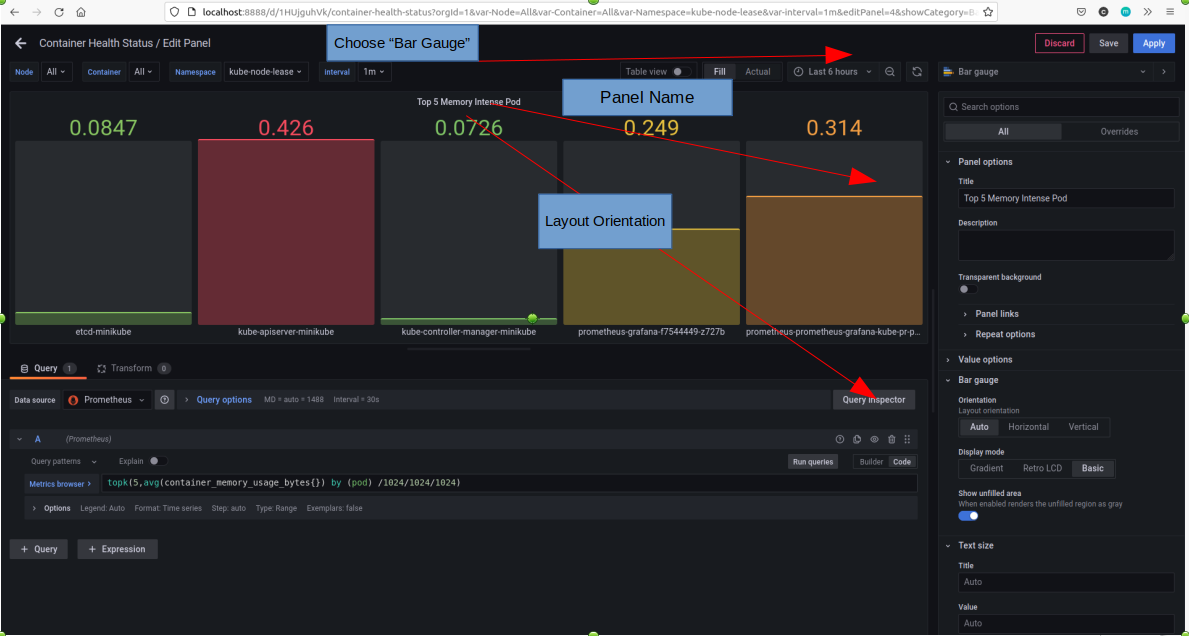 localhost:8888/d/1HUjguhVk/container-health-status?orgId=1&var-Node=All&var-Container=All&var-Namespace=kube-node-lease&var-interval=1m&editPanel=4&showCategory=B
Container Health Status / Edit Panel
Choose “Bar Gauge”
Discard Save Apply
Node All Container All Namespace kube-node-lease Interval 1m
Table view Fill Actual Last 6 hours
Bar gauge
Panel Name
Top 5 Memory Intense Pod
0.0847 0.426 0.0726 0.249 0.314
Layout Orientation
etcd-minikube kube-apiserver-minikube kube-controller-manager-minikube prometheus-grafana-f7544449-z727b prometheus-prometheus-grafana-kube-pr-p...
Query 1 Transform 0
Data source Prometheus Query options MD = auto = 1488 Interval = 30s Query inspector
A (Prometheus)
Query patterns Explain Run queries Builder Code
Metrics browser > topk(5,avg(container_memory_usage_bytes{}) by (pod) /1024/1024/1024)
Options Legend: Auto Format: Time series Step: auto Type: Range Exemplars: false
+ Query + Expression
Search options
All Overrides
Panel options
Title
Top 5 Memory Intense Pod
Description
Transparent background
Panel links
Repeat options
Value options
Bar gauge
Orientation
Layout orientation
Auto Horizontal Vertical
Display mode
Gradient Retro LCD Basic
Show unfilled area
When enabled renders the unfilled region as gray
Text size
Title
Auto
Value
Auto